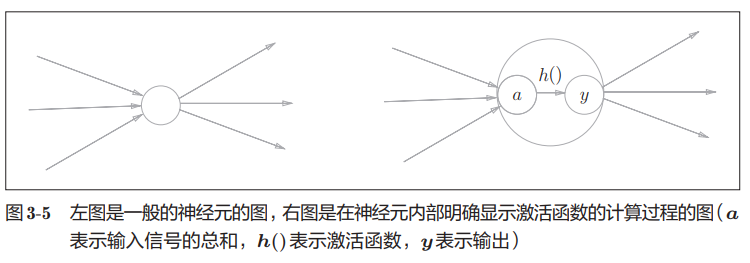 h()
a
y
图3-5 左图是一般的神经元的图，右图是在神经元内部明确显示激活函数的计算过程的图（a
表示输入信号的总和，h()表示激活函数，y表示输出）